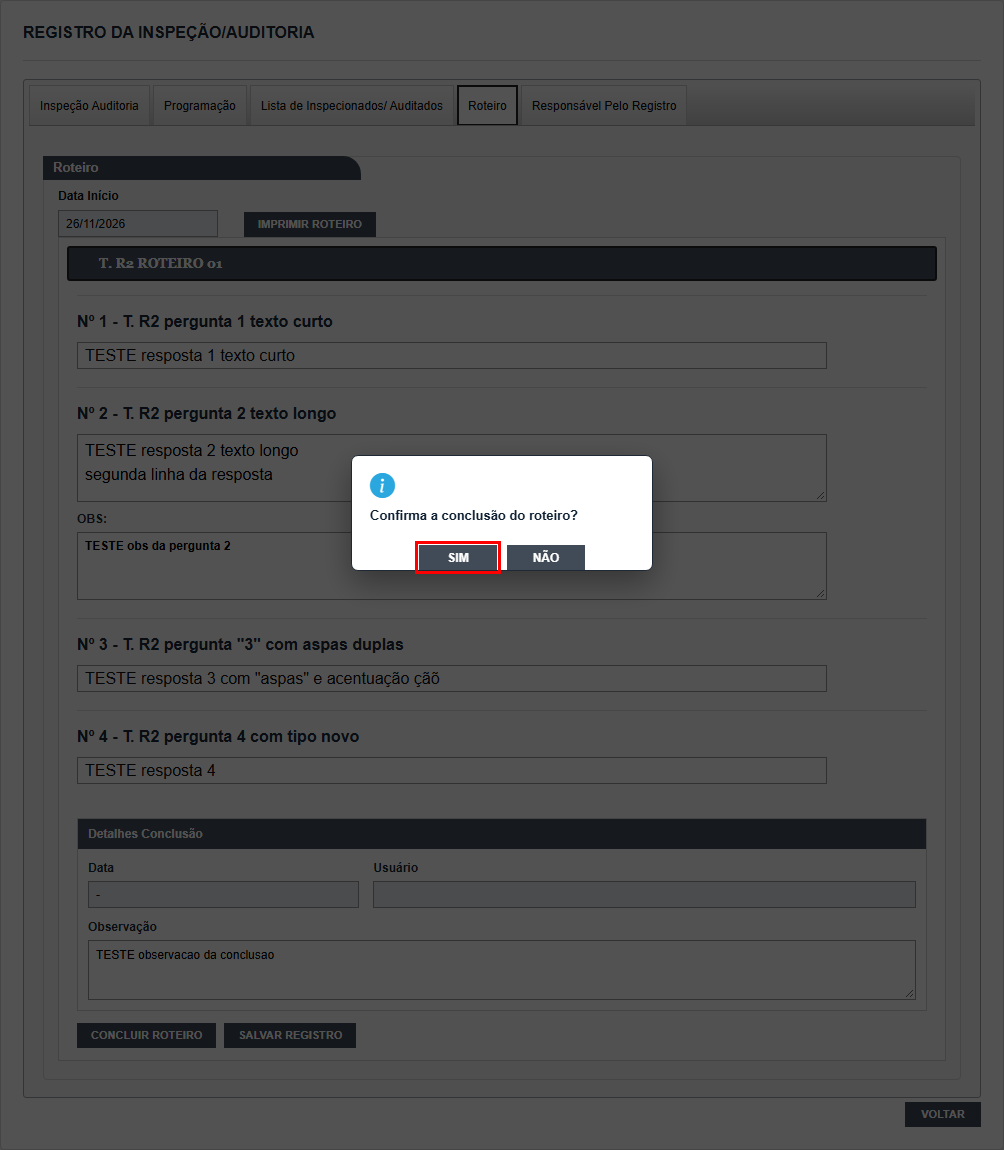 REGISTRO DA INSPEÇÃO/AUDITORIA
Inspeção Auditoria
Programação
Lista de Inspecionados/ Auditados
Roteiro
Responsável Pelo Registro
Roteiro
Data Início
26/11/2026
IMPRIMIR ROTEIRO
T. R2 ROTEIRO 01
Nº 1 - T. R2 pergunta 1 texto curto
TESTE resposta 1 texto curto
Nº 2 - T. R2 pergunta 2 texto longo
TESTE resposta 2 texto longo
segunda linha da resposta
OBS:
TESTE obs da pergunta 2
i
Confirma a conclusão do roteiro?
SIM
NÃO
Nº 3 - T. R2 pergunta "3" com aspas duplas
TESTE resposta 3 com "aspas" e acentuação çãõ
Nº 4 - T. R2 pergunta 4 com tipo novo
TESTE resposta 4
Detalhes Conclusão
Data
Usuário
-
Observação
TESTE observacao da conclusao
CONCLUIR ROTEIRO
SALVAR REGISTRO
VOLTAR